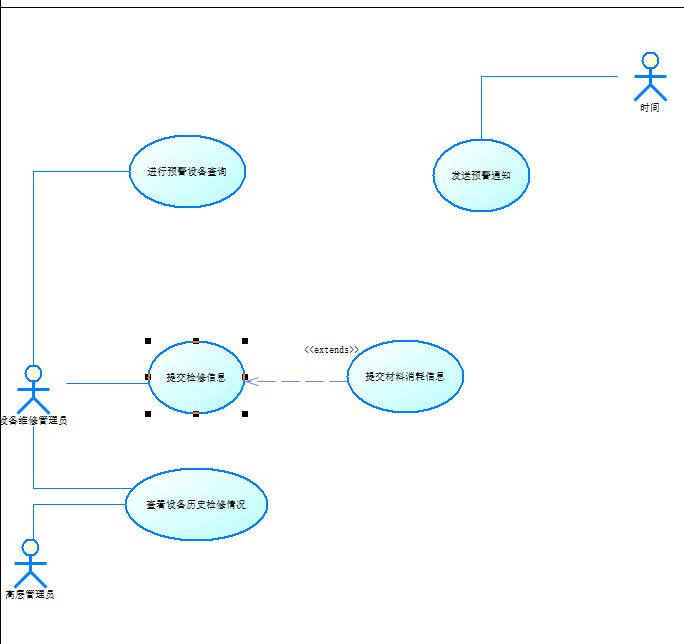 时间
进行预警设备查询
发送预警通知
<<extends>>
提交检修信息
提交材料消耗信息
设备维修管理员
查看设备历史检修情况
高层管理员